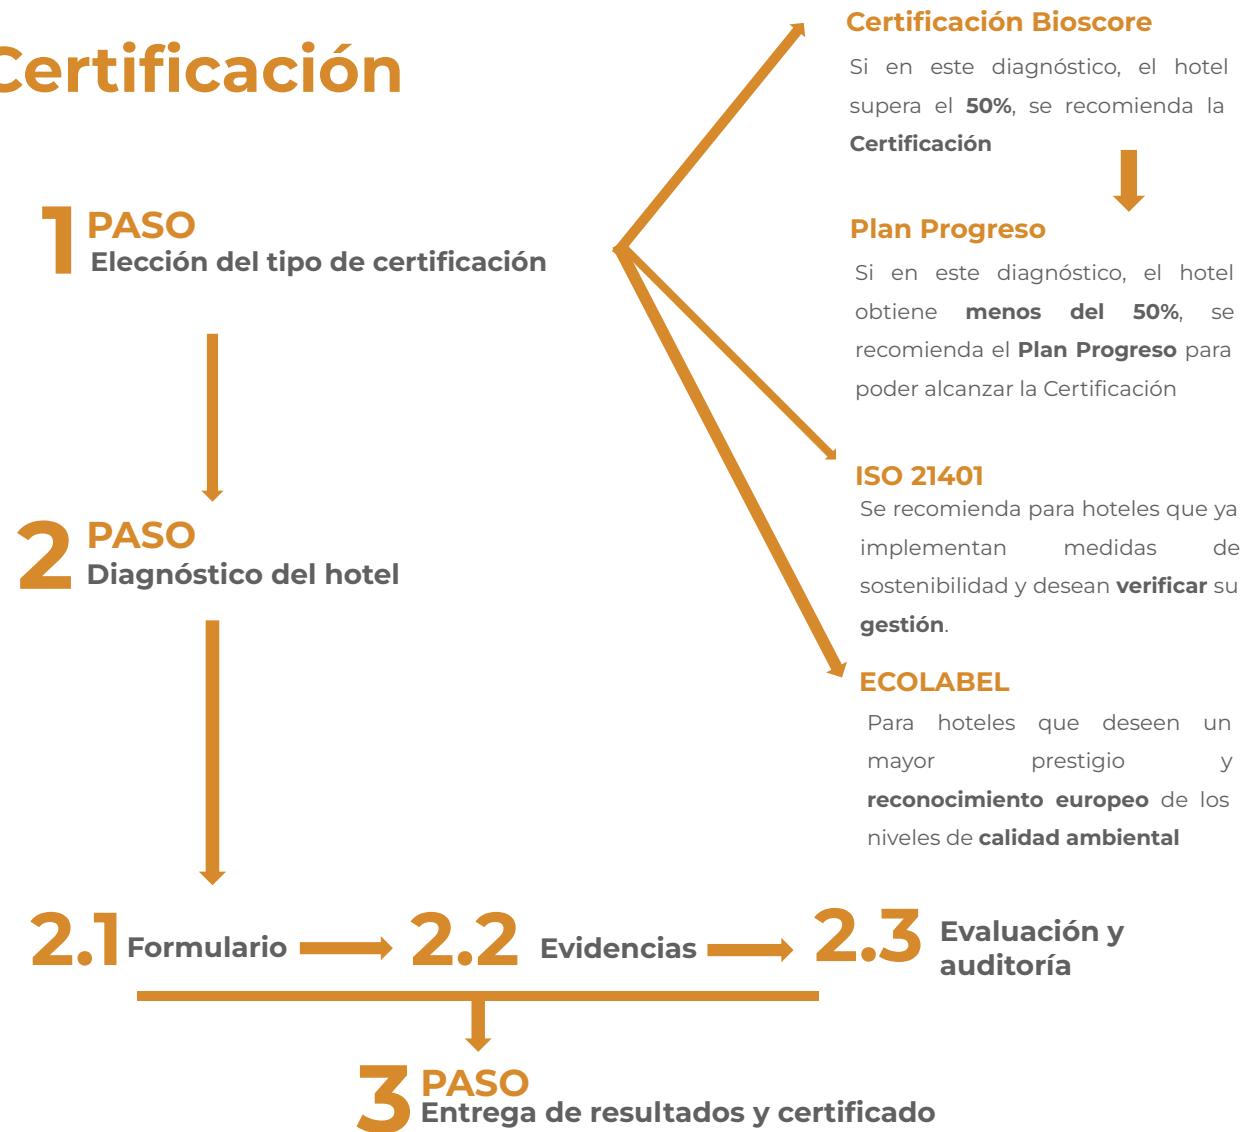 Certificación
1 PASO
Elección del tipo de certificación
Certificación Bioscore
Si en este diagnóstico, el hotel
supera el 50%, se recomienda la
Certificación
Plan Progreso
Si en este diagnóstico, el hotel
obtiene menos del 50%, se
recomienda el Plan Progreso para
poder alcanzar la Certificación
ISO 21401
Se recomienda para hoteles que ya
implementan medidas de
sostenibilidad y desean verificar su
gestión.
ECOLABEL
Para hoteles que deseen un
mayor prestigio y
reconocimiento europeo de los
niveles de calidad ambiental
2 PASO
Diagnóstico del hotel
2.1 Formulario
2.2 Evidencias
2.3 Evaluación y
auditoría
3 PASO
Entrega de resultados y certificado